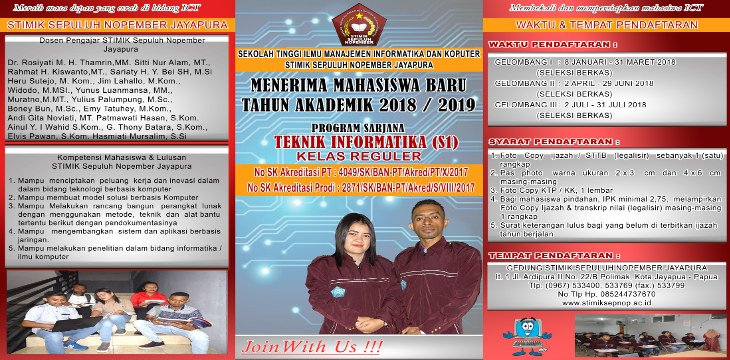 Meraih masa depan yang cerah di bidang ICT
STIMIK SEPULUH NOPEMBER JAYAPURA
Dosen Pengajar STIMIK Sepuluh Nopember
Jayapura
Dr. Rosiyati M. H. Thamrin,MM. Sitti Nur Alam, MT.,
Rahmat H. Kiswanto,MT., Sariaty H. Y. Bei SH, M.Si
Heru Sutejo, M. Kom., Jim Lahallo, M.Kom.,
Widodo, M.MSI., Yunus Luanmasa, MM.,
Muratno,M.MT., Yulius Palumpung, M.Sc.,
Boney Bun, M.Sc., Emy Tatuhey, M.Kom.,
Andi Gita Noviati, MT. Patmawati Hasan, S.Kom.
Ainul Y. I Wahid S.Kom., G. Thony Batara, S.Kom.,
Elvis Pawan, S.Kom. Hasmiati Mursalim, S.Si
Kompetensi Mahasiswa & Lulusan
STIMIK Sepuluh Nopember Jayapura
1. Mampu menciptakan peluang kerja dan inovasi dalam
dalam bidang teknologi berbasis komputer
2. Mampu membuat model solusi berbasis Komputer
3. Mampu Melakukan rancang bangun perangkat lunak
dengan menggunakan metode, teknik dan alat bantu
tertentu berikut dengan pendokumentasinya
4. Mampu mengembangkan sistem dan aplikasi berbasis
jaringan.
5. Mampu melakukan penelitian dalam bidang informatika /
ilmu komputer
SEKOLAH TINGGI ILMU MANAJEMEN INFORMATIKA DAN KOPUTER
STIMIK SEPULUH NOPEMBER JAYAPURA
MENERIMA MAHASISWA BARU
TAHUN AKADEMIK 2018 / 2019
PROGRAM SARJANA
TEKNIK INFORMATIKA (S1)
KELAS REGULER
No SK Akreditasi PT : 4049/SK/BAN-PT/Akred/PT/X/2017
No SK Akreditasi Prodi : 2871/SK/BAN-PT/Akred/S/VIII/2017
Join With Us !!!
Membekali dan mempersiapkan mahasiswa ICT
WAKTU & TEMPAT PENDAFTARAN
WAKTU PENDAFTARAN :
GELOMBANG I : 8 JANUARI - 31 MARET 2018
(SELEKSI BERKAS)
GELOMBANG II : 2 APRIL - 29 JUNI 2018
(SELEKSI BERKAS)
GELOMBANG III : 2 JULI - 31 JULI 2018
(SELEKSI BERKAS)
SYARAT PENDAFTARAN :
1. Foto Copy Ijazah / STTB (legalisir) sebanyak 1 (satu)
rangkap
2. Pas photo warna ukuran 2 x 3 cm dan 4 x 6 cm
masing-masing
3. Foto Copy KTP / KK, 1 lembar
4. Bagi mahasiswa pindahan, IPK minimal 2,75, melampirkan
Foto Copy Ijazah & transkrip nilai (legalisir) masing-masing
1 rangkap
5. Surat keterangan lulus bagi yang belum di terbitkan ijazah
tahun berjalan
TEMPAT PENDAFTARAN :
GEDUNG STIMIK SEPULUH NOPEMBER JAYAPURA
lt. 1 Jl. Ardipura II No. 22/B Polimak Kota Jayapua - Papua
Tlp. (0967) 533400, 533769 (fax.) 533799
No Tlp Hp. 085244737670
www.stimiksepnop.ac.id